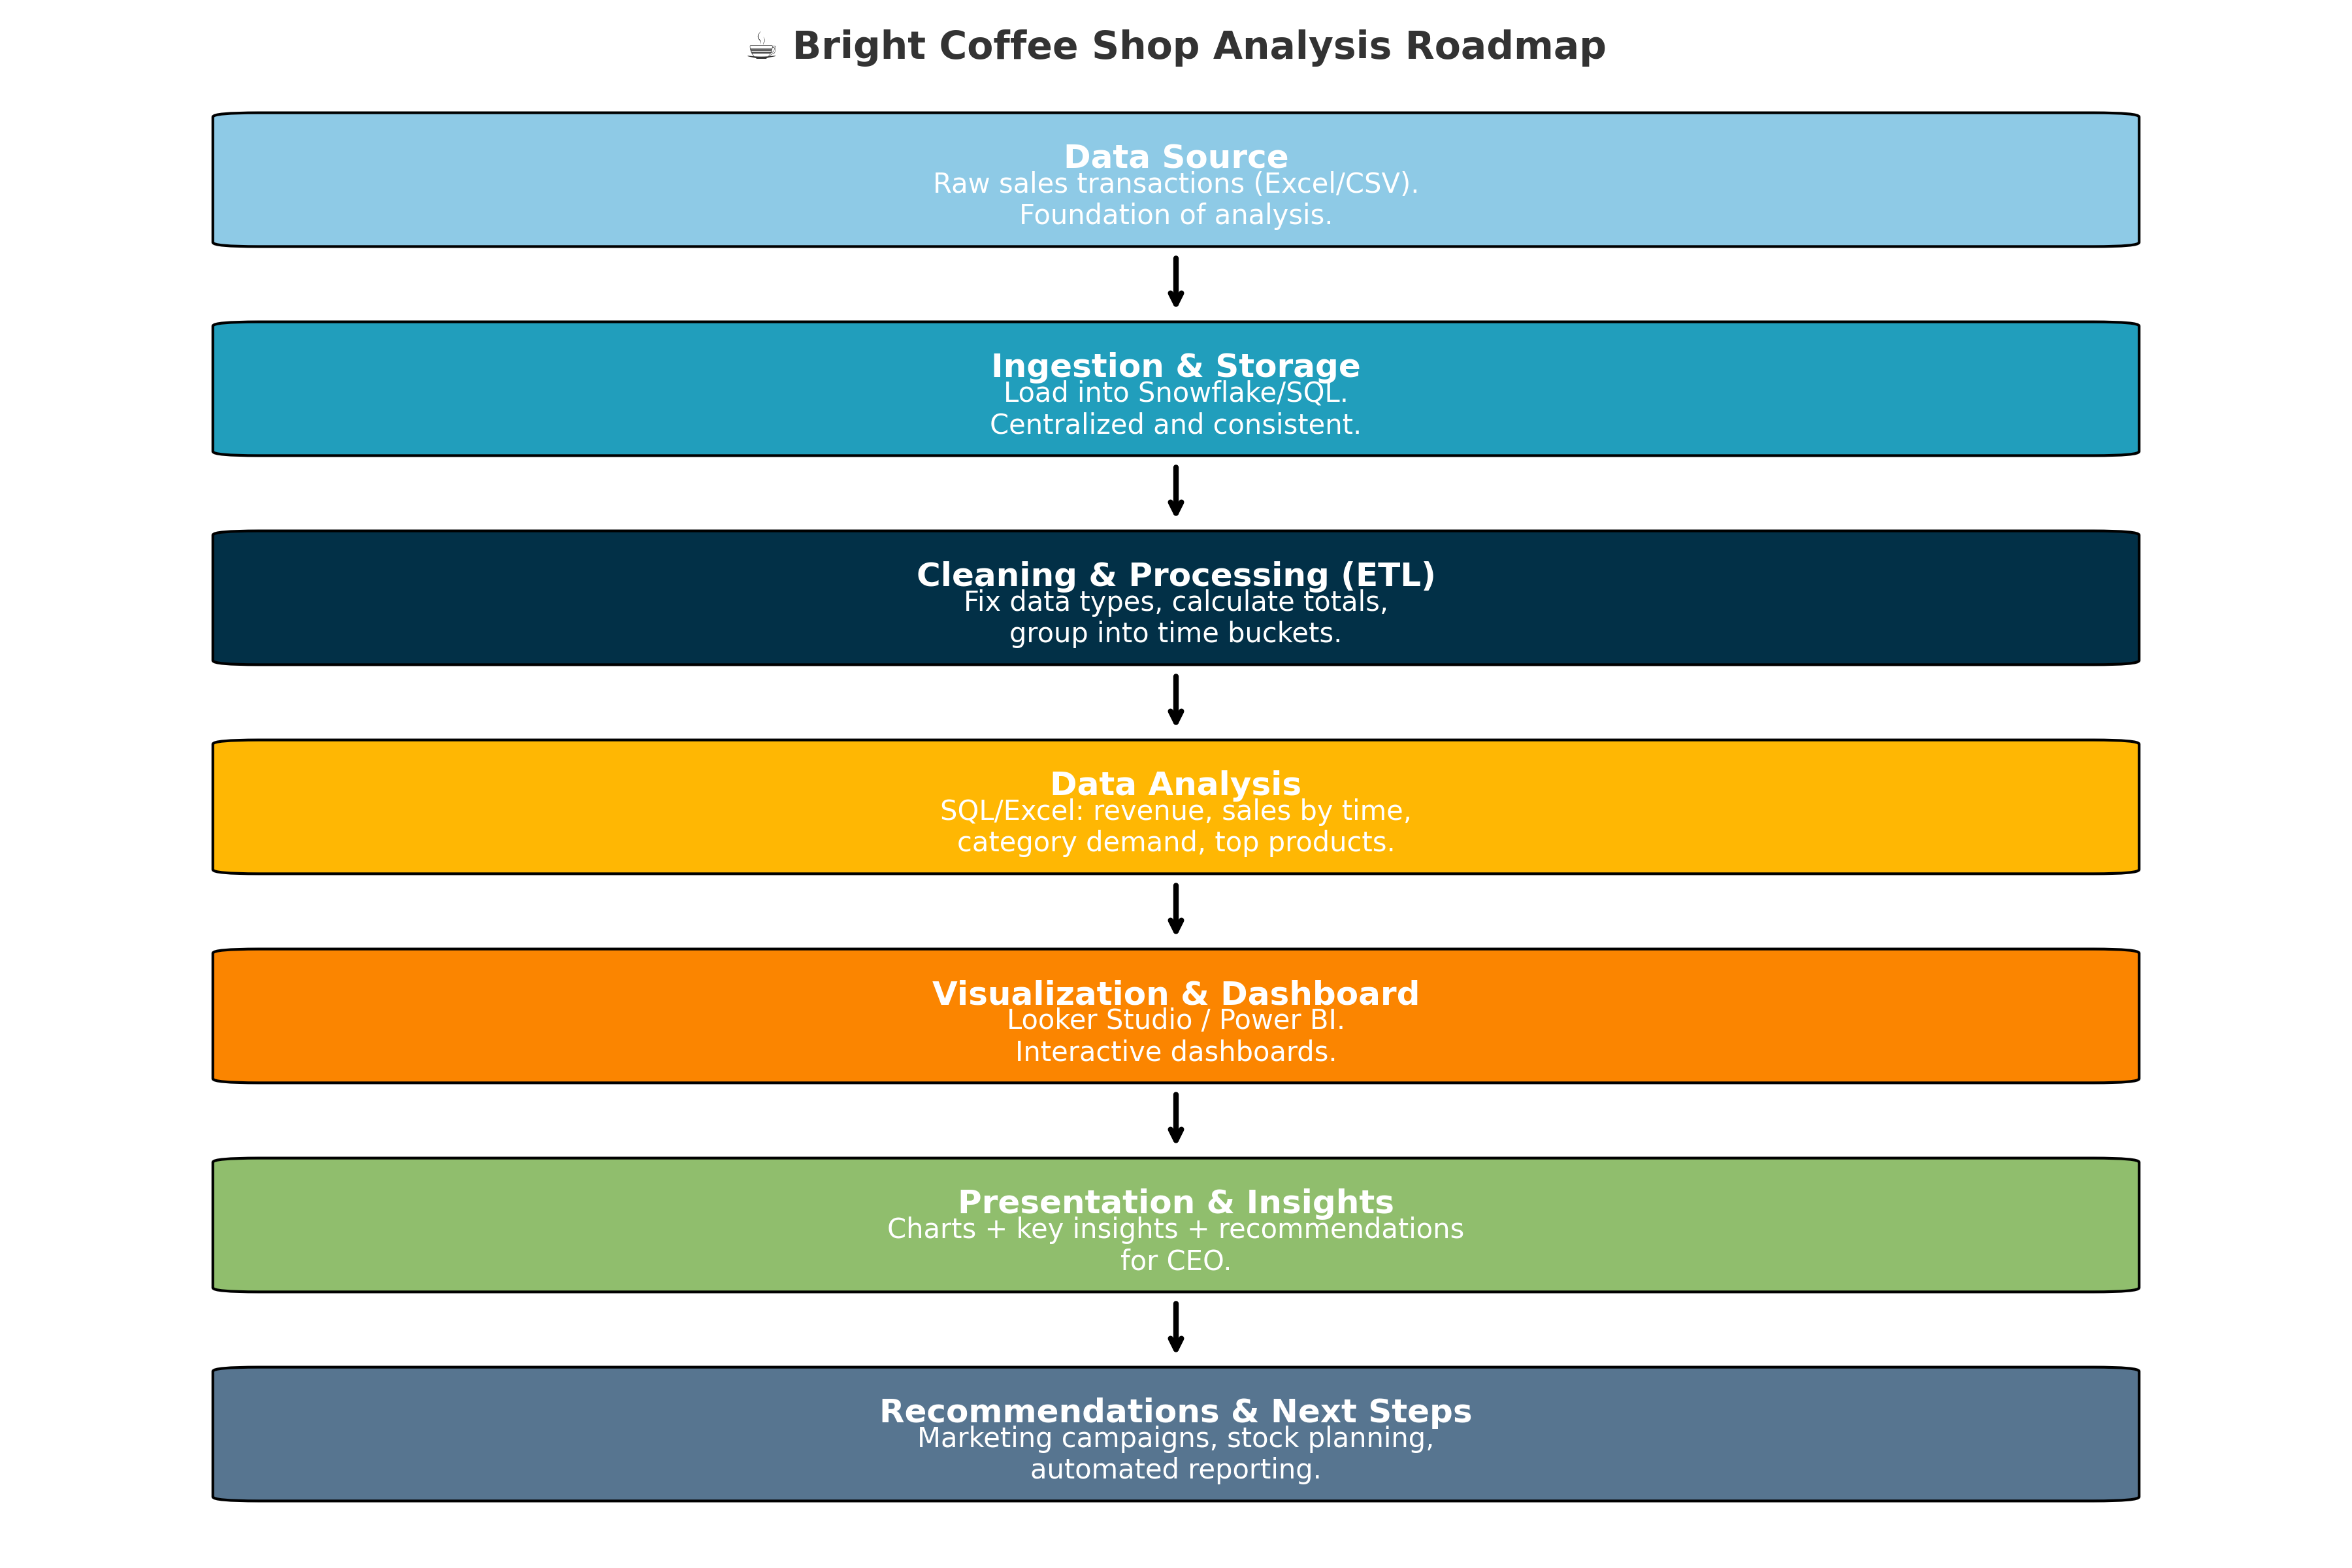 ☕ Bright Coffee Shop Analysis Roadmap
Data Source
Raw sales transactions (Excel/CSV).
Foundation of analysis.
Ingestion & Storage
Load into Snowflake/SQL.
Centralized and consistent.
Cleaning & Processing (ETL)
Fix data types, calculate totals,
group into time buckets.
Data Analysis
SQL/Excel: revenue, sales by time,
category demand, top products.
Visualization & Dashboard
Looker Studio / Power BI.
Interactive dashboards.
Presentation & Insights
Charts + key insights + recommendations
for CEO.
Recommendations & Next Steps
Marketing campaigns, stock planning,
automated reporting.